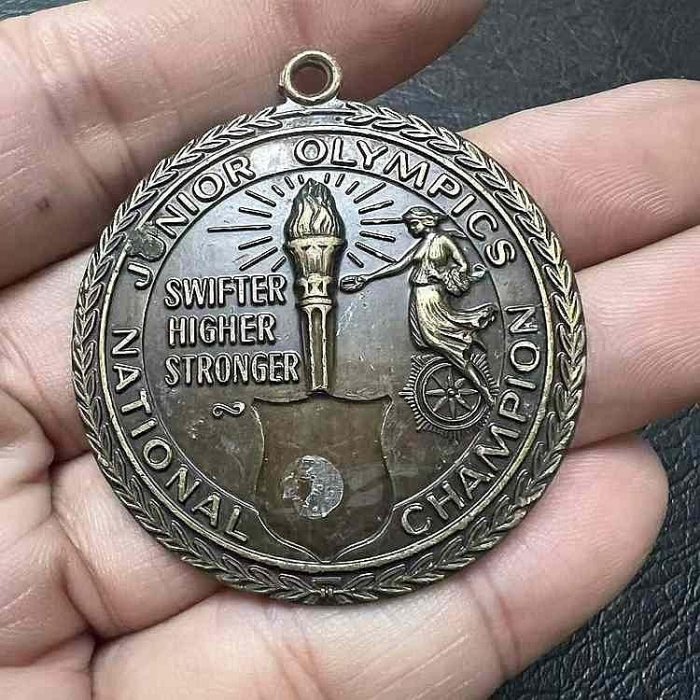 JUNIOR OLYMPICS
SWIFTER
HIGHER
STRONGER
NATIONAL CHAMPION